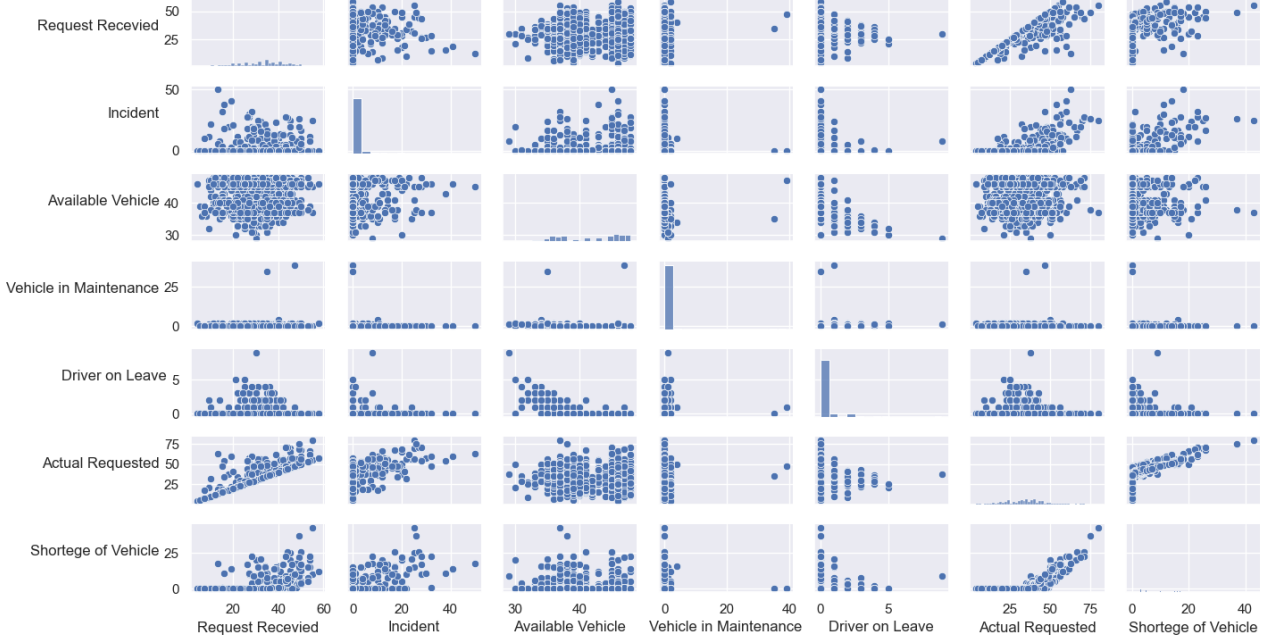 50
Request Recevied
25
50
Incident
0
Available Vehicle 40
30
Vehicle in Maintenance 25
0
5
Driver on Leave
0
75
Actual Requested 50
25
Shortege of Vehicle 25
0
20 40 60 0 20 40 30 40 0 20 40 0 5 25 50 75 0 20 40
Request Recevied Incident Available Vehicle Vehicle in Maintenance Driver on Leave Actual Requested Shortege of Vehicle